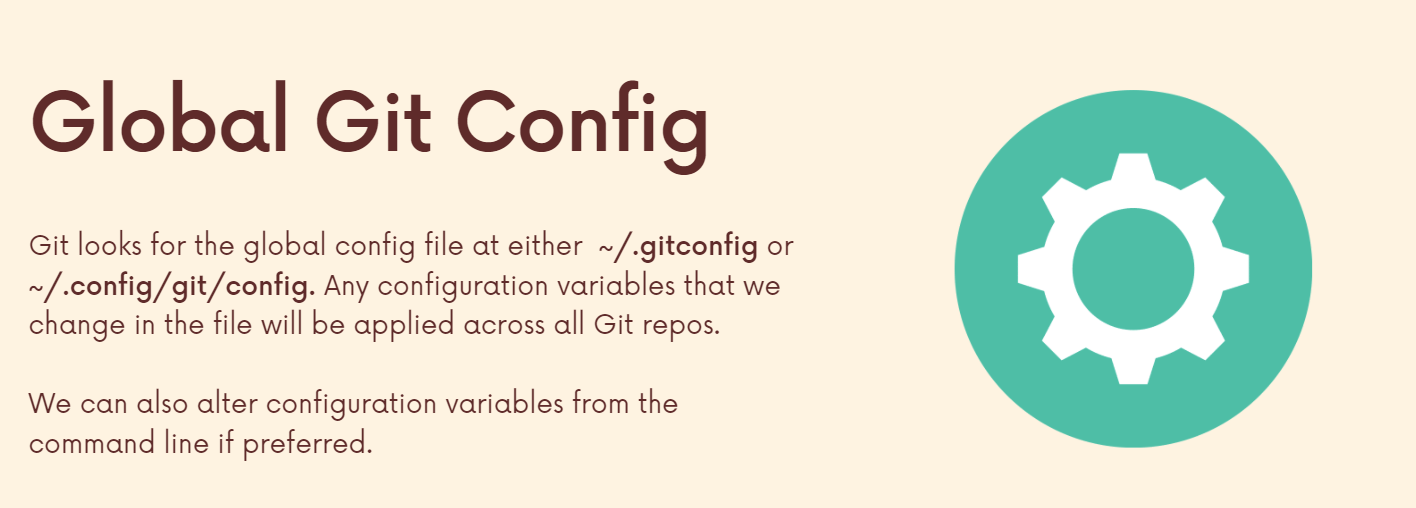 Global Git Config
Git looks for the global config file at either ~/.gitconfig or
~/.config/git/config. Any configuration variables that we
change in the file will be applied across all Git repos.
We can also alter configuration variables from the
command line if preferred.